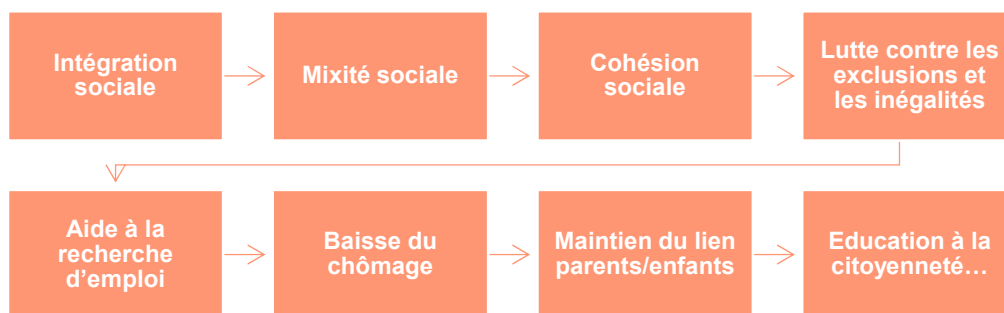 Intégration
sociale
Mixité sociale
Cohésion
sociale
Lutte contre les
exclusions et
les inégalités
Aide à la
recherche
d’emploi
Baisse du
chômage
Maintien du lien
parents/enfants
Education à la
citoyenneté…